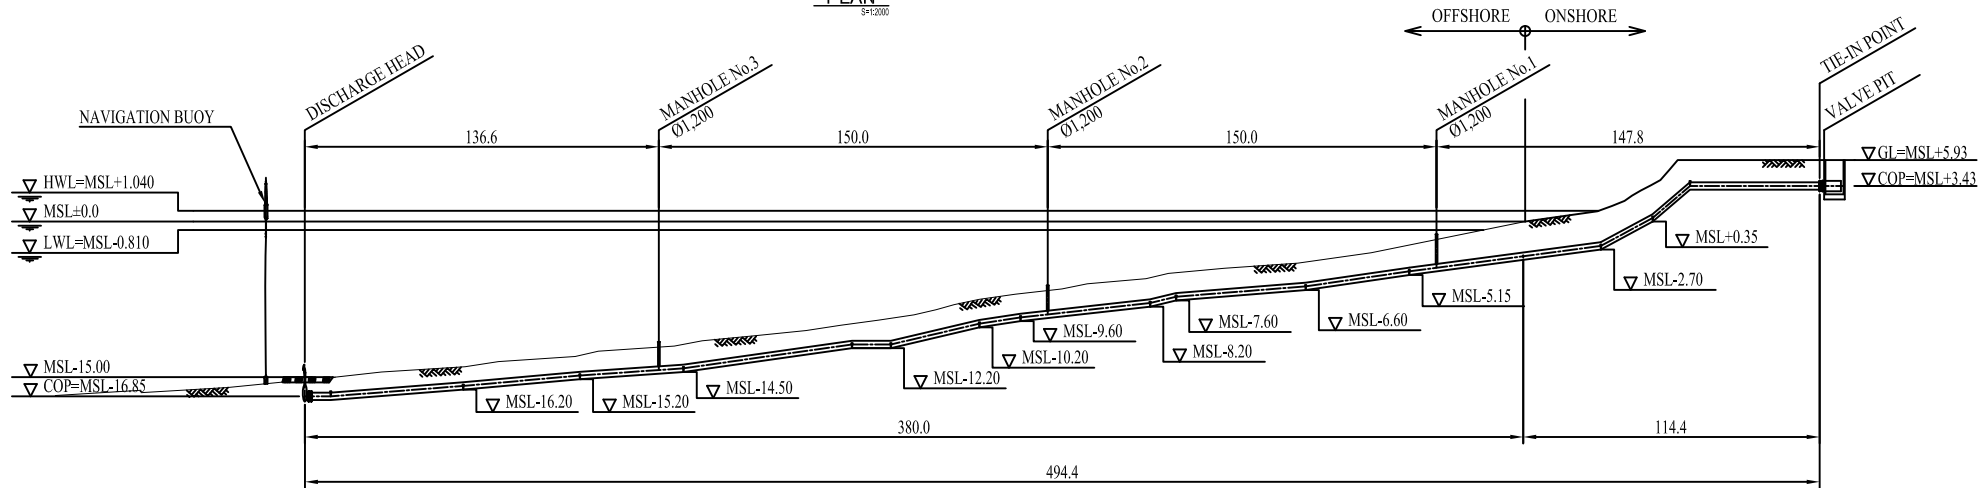 PLAN
S=1:2000
OFFSHORE
ONSHORE
DISCHARGE HEAD
MANHOLE No.3
Ø1,200
MANHOLE No.2
Ø1,200
MANHOLE No.1
Ø1,200
TIE-IN POINT
VALVE PIT
NAVIGATION BUOY
136.6
150.0
150.0
147.8
HWL=MSL+1.040
MSL±0.0
LWL=MSL-0.810
GL=MSL+5.93
COP=MSL+3.43
MSL+0.35
MSL-2.70
MSL-5.15
MSL-6.60
MSL-7.60
MSL-8.20
MSL-9.60
MSL-10.20
MSL-12.20
MSL-14.50
MSL-15.20
MSL-16.20
MSL-15.00
COP=MSL-16.85
380.0
114.4
494.4